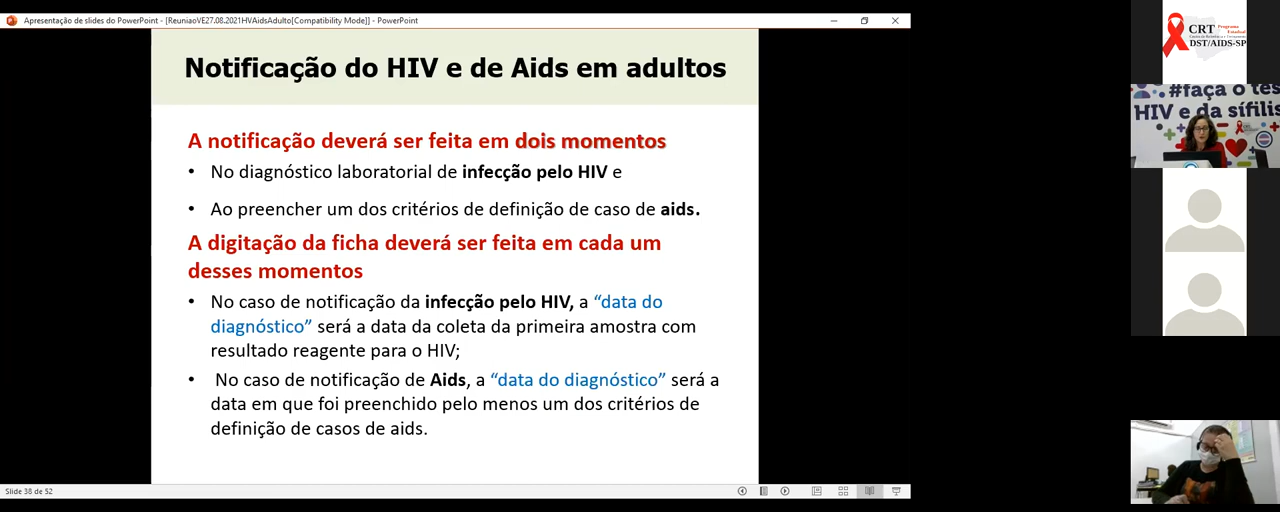 Apresentação de slides do PowerPoint - [ReuniaoVE27.08.2021HVAidsAdulto[Compatibility Mode]] - PowerPoint
Notificação do HIV e de Aids em adultos
A notificação deverá ser feita em dois momentos
• No diagnóstico laboratorial de infecção pelo HIV e
• Ao preencher um dos critérios de definição de caso de aids.
A digitação da ficha deverá ser feita em cada um
desses momentos
• No caso de notificação da infecção pelo HIV, a “data do
diagnóstico” será a data da coleta da primeira amostra com
resultado reagente para o HIV;
• No caso de notificação de Aids, a “data do diagnóstico” será a
data em que foi preenchido pelo menos um dos critérios de
definição de casos de aids.
Slide 38 de 52
CRT
Programa
Estadual
DST/AIDS-SP
#faça o tes
HIV e da sífilis